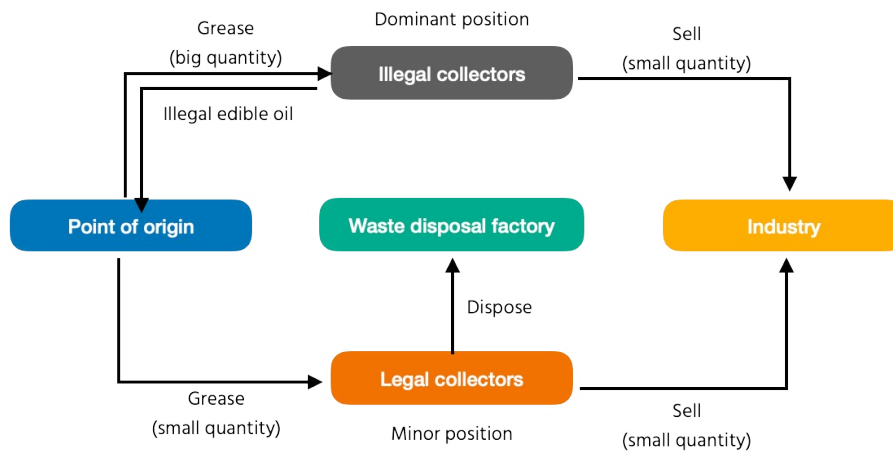 Dominant position
Grease
(big quantity)
Illegal collectors
Sell
(small quantity)
Illegal edible oil
Point of origin
Waste disposal factory
Industry
Dispose
Legal collectors
Grease
(small quantity)
Minor position
Sell
(small quantity)